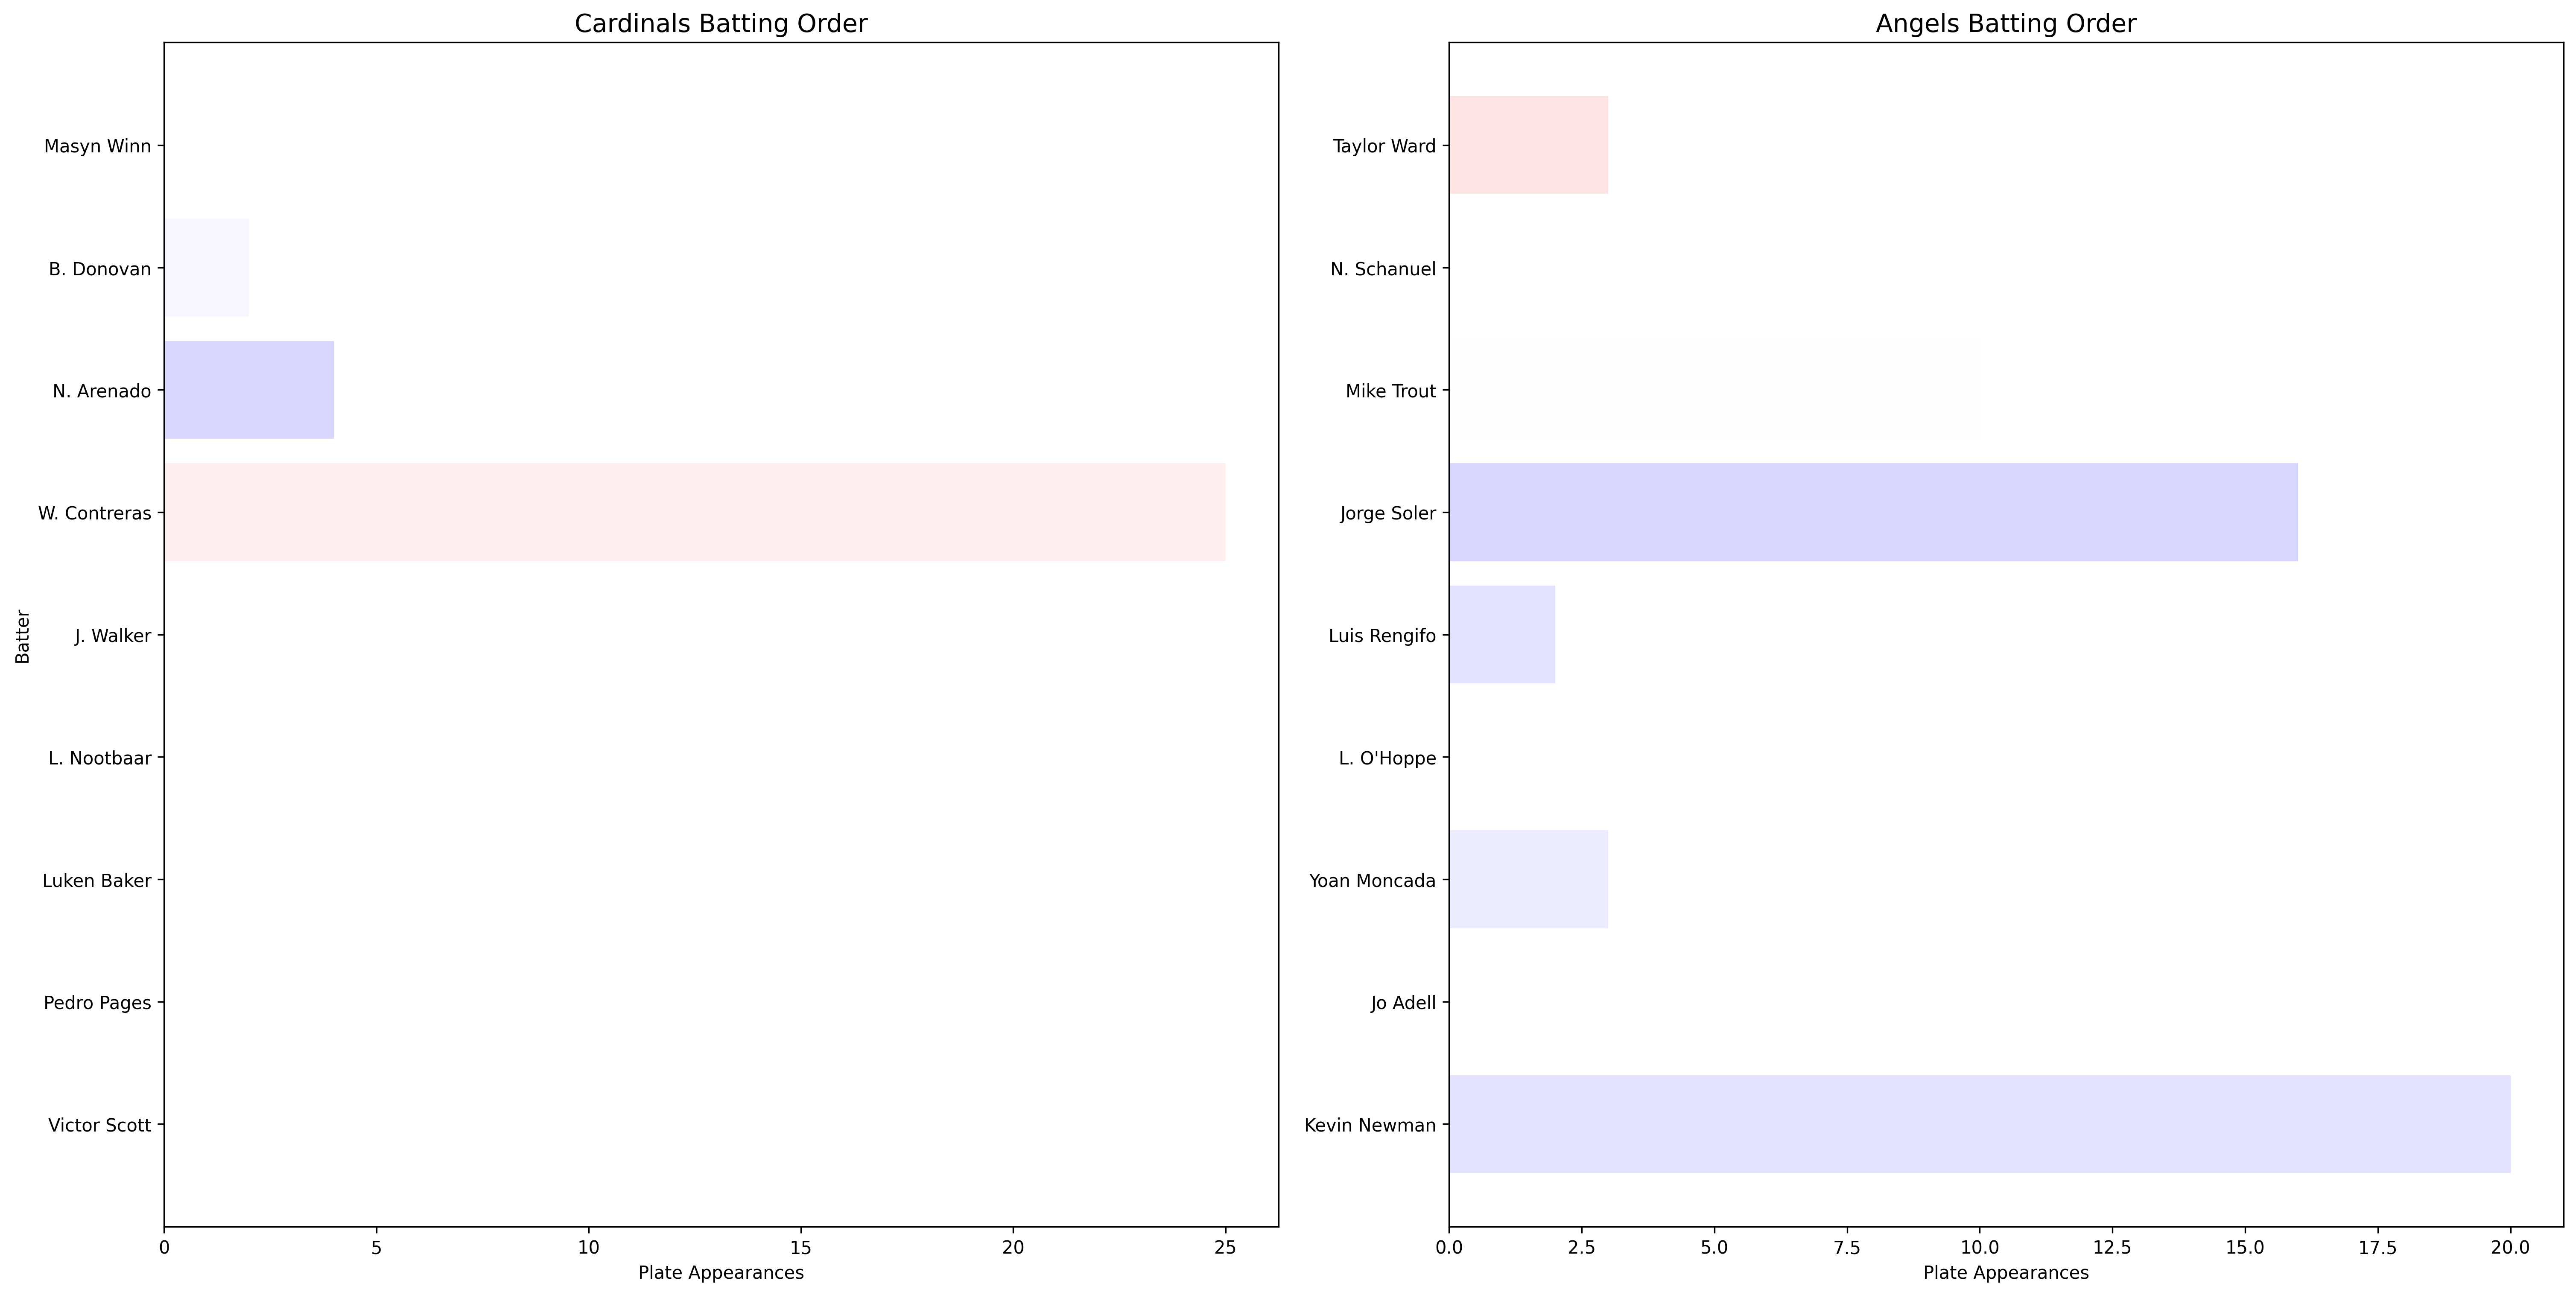 Cardinals Batting Order
Batter
Masyn Winn
B. Donovan
N. Arenado
W. Contreras
J. Walker
L. Nootbaar
Luken Baker
Pedro Pages
Victor Scott
0 5 10 15 20 25
Plate Appearances
Angels Batting Order
Taylor Ward
N. Schanuel
Mike Trout
Jorge Soler
Luis Rengifo
L. O'Hoppe
Yoan Moncada
Jo Adell
Kevin Newman
0.0 2.5 5.0 7.5 10.0 12.5 15.0 17.5 20.0
Plate Appearances